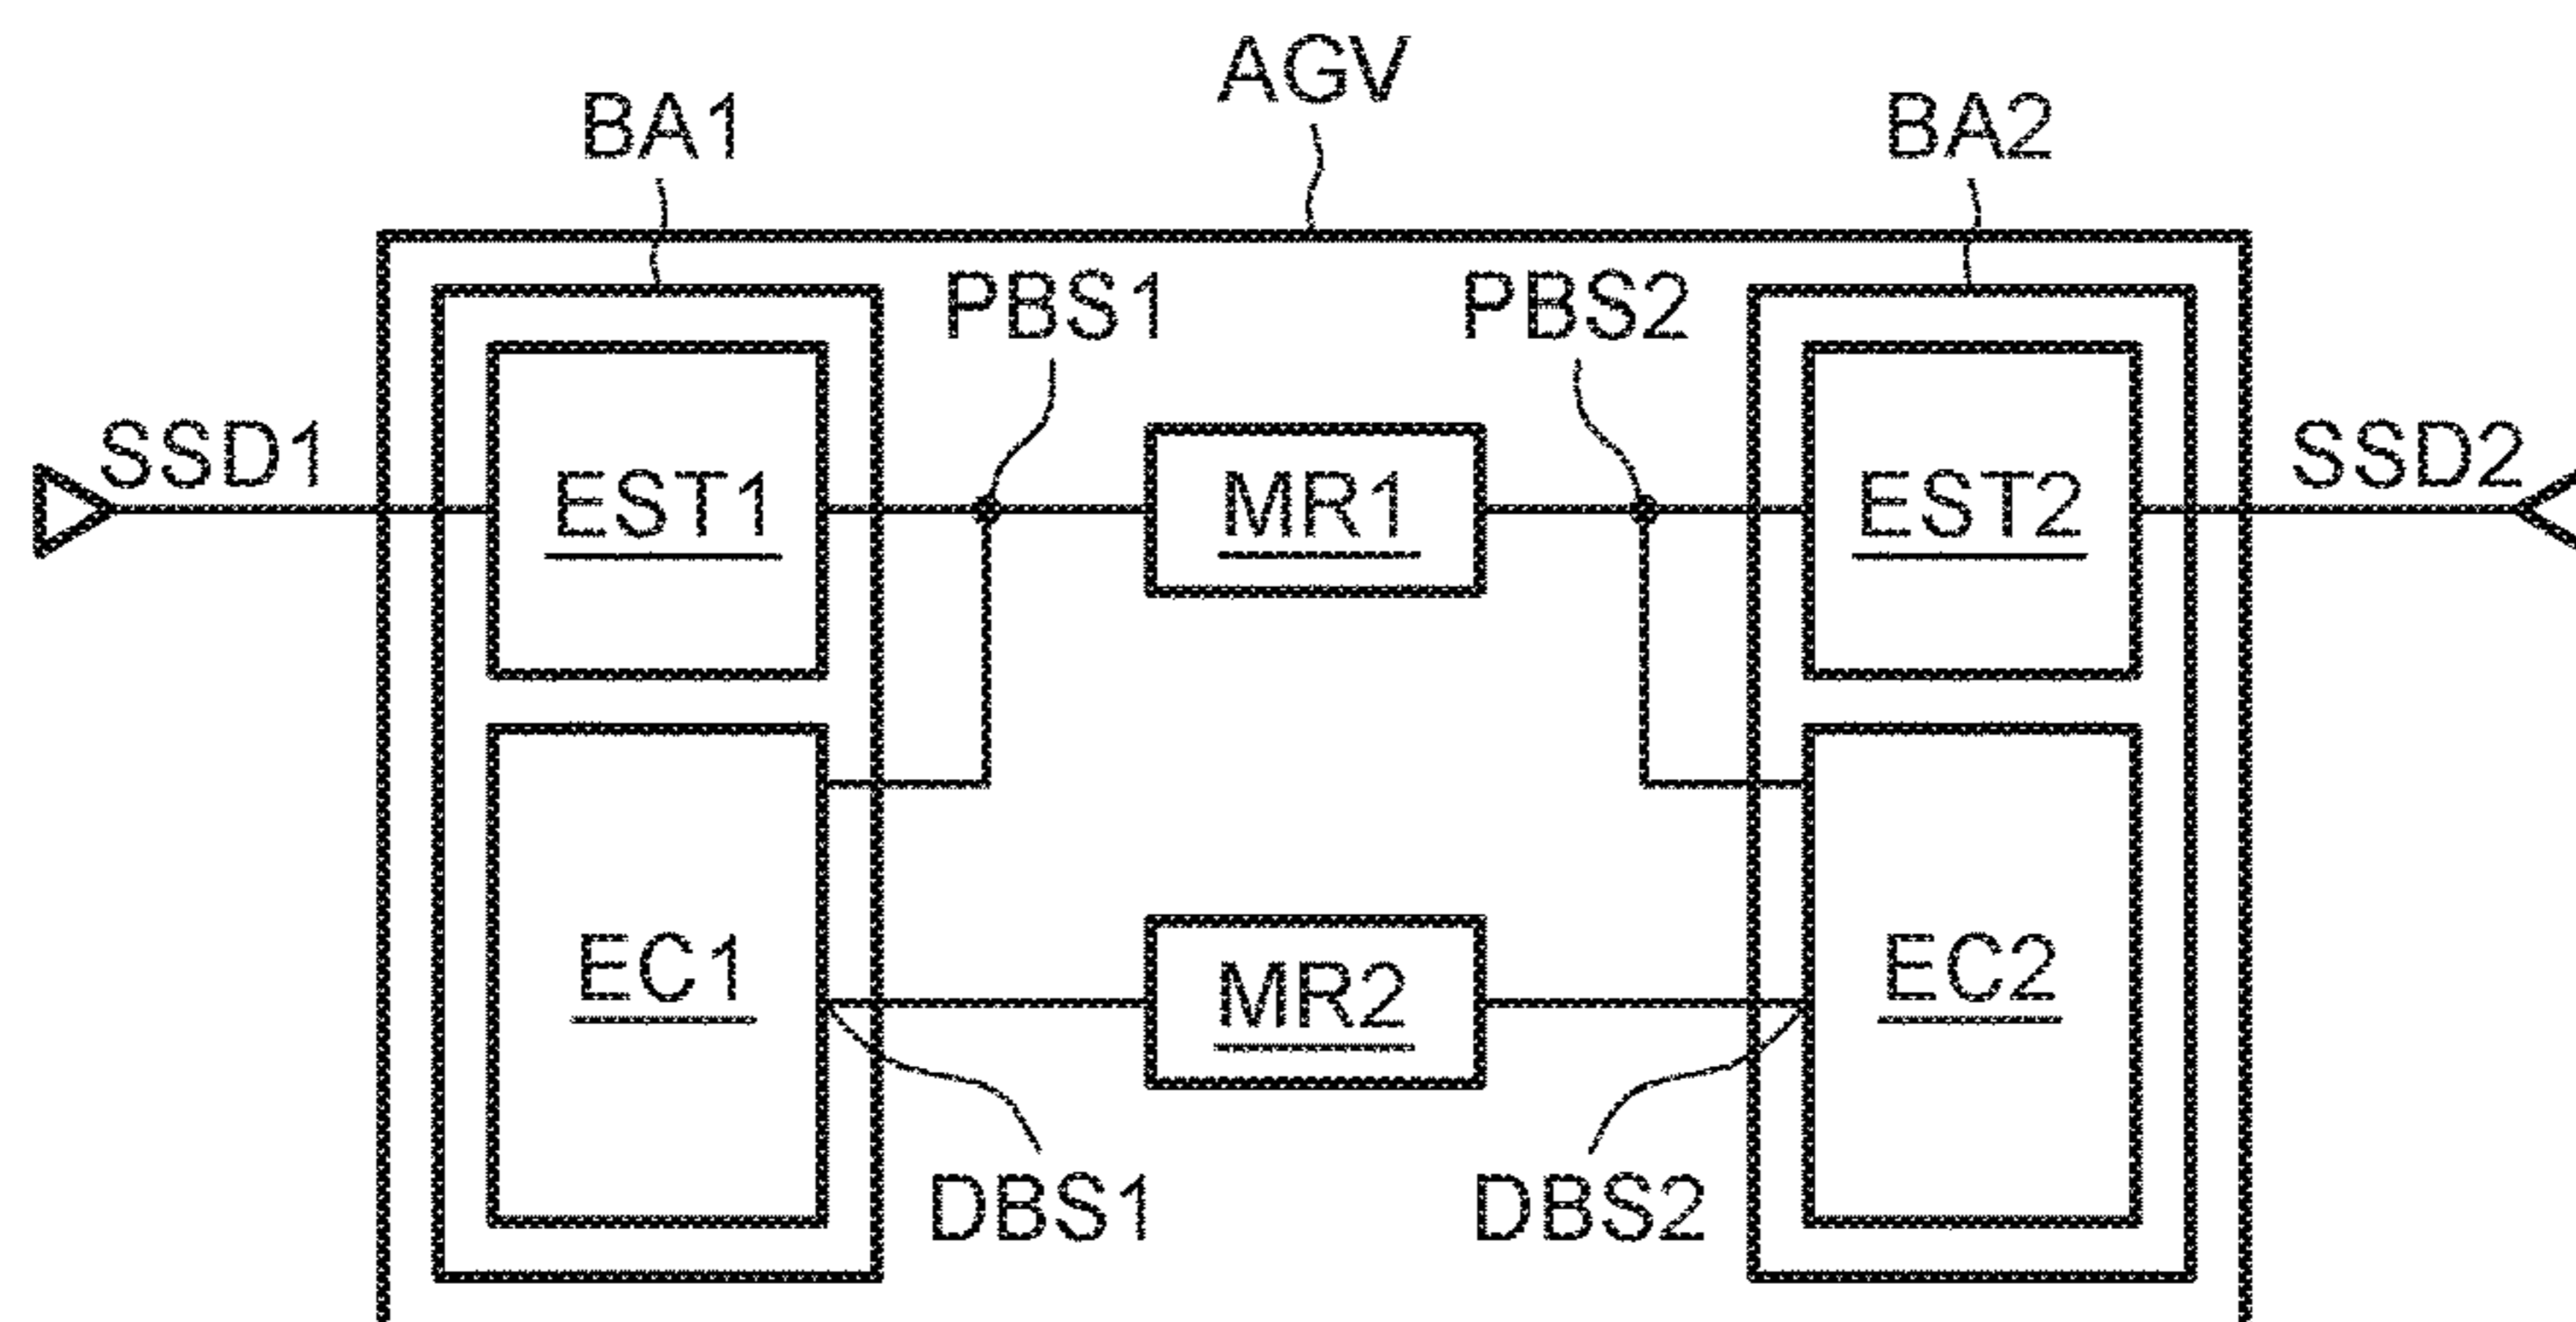 AGV
BA1 BA2
PBS1 PBS2
SSD1 SSD2
EST1 MR1 EST2
EC1 MR2 EC2
DBS1 DBS2